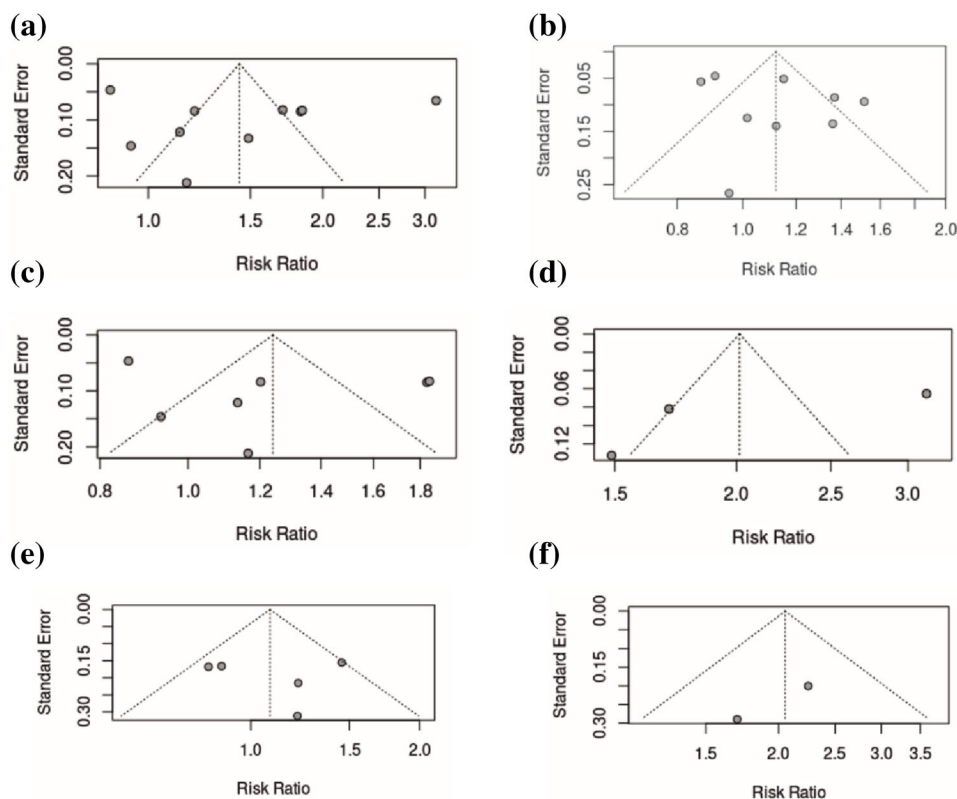 (a)
0.00
0.10
0.20
Standard Error
1.0 1.5 2.0 2.5 3.0
Risk Ratio
(b)
0.05
0.15
0.25
Standard Error
0.8 1.0 1.2 1.4 1.6 2.0
Risk Ratio
(c)
0.00
0.10
0.20
Standard Error
0.8 1.0 1.2 1.4 1.6 1.8
Risk Ratio
(d)
0.00
0.06
0.12
Standard Error
1.5 2.0 2.5 3.0
Risk Ratio
(e)
0.00
0.15
0.30
Standard Error
1.0 1.5 2.0
Risk Ratio
(f)
0.00
0.15
0.30
Standard Error
1.5 2.0 2.5 3.0 3.5
Risk Ratio